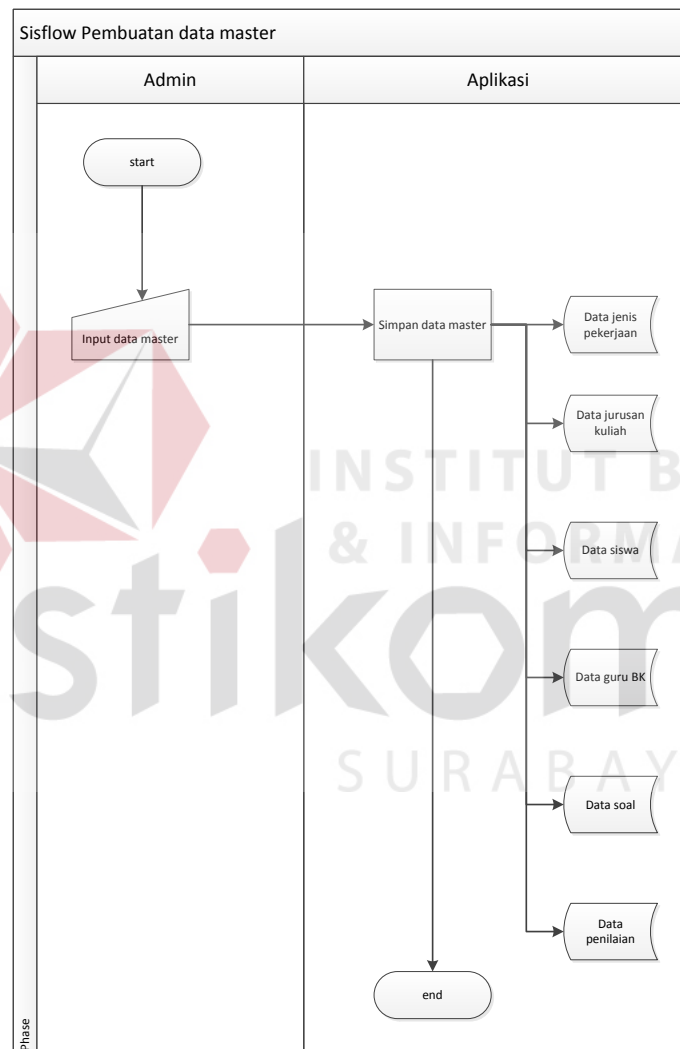 Sisflow Pembuatan data master
Admin
Aplikasi
start
Input data master
Simpan data master
Data jenis
pekerjaan
Data jurusan
kuliah
Data siswa
Data guru BK
Data soal
Data
penilaian
end
Phase
INSTITUT B
& INFORMA
stikom
SURABAY